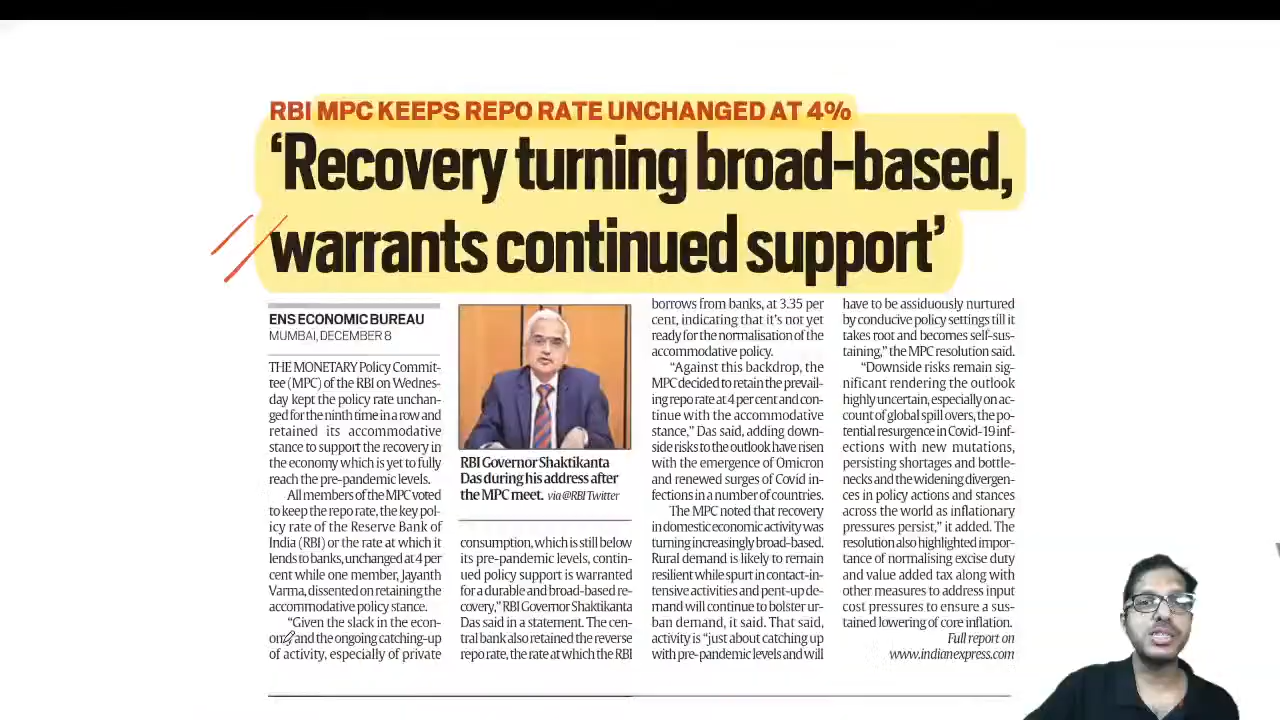 RBI MPC KEEPS REPO RATE UNCHANGED AT 4%
‘Recovery turning broad-based,
warrants continued support’
ENS ECONOMIC BUREAU
MUMBAI, DECEMBER 8
THE MONETARY Policy Commit-
tee (MPC) of the RBI on Wednes-
day kept the policy rate unchan-
ged for the ninth time in a row and
retained its accommodative
stance to support the recovery in
the economy which is yet to fully
reach the pre-pandemic levels.
All members of the MPC voted
to keep the repo rate, the key pol-
icy rate of the Reserve Bank of
India (RBI) or the rate at which it
lends to banks, unchanged at 4 per
cent while one member, Jayanth
Varma, dissented on retaining the
accommodative policy stance.
“Given the slack in the econ-
omy and the ongoing catching-up
of activity, especially of private
RBI Governor Shaktikanta
Das during his address after
the MPC meet. via @RBI Twitter
consumption, which is still below
its pre-pandemic levels, contin-
ued policy support is warranted
for a durable and broad-based re-
covery,” RBI Governor Shaktikanta
Das said in a statement. The cen-
tral bank also retained the reverse
repo rate, the rate at which the RBI
borrows from banks, at 3.35 per
cent, indicating that it’s not yet
ready for the normalisation of the
accommodative policy.
“Against this backdrop, the
MPC decided to retain the prevail-
ing repo rate at 4 per cent and con-
tinue with the accommodative
stance,” Das said, adding down-
side risks to the outlook have risen
with the emergence of Omicron
and renewed surges of Covid in-
fections in a number of countries.
The MPC noted that recovery
in domestic economic activity was
turning increasingly broad-based.
Rural demand is likely to remain
resilient while spurt in contact-in-
tensive activities and pent-up de-
mand will continue to bolster ur-
ban demand, it said. That said,
activity is “just about catching up
with pre-pandemic levels and will
have to be assiduously nurtured
by conducive policy settings till it
takes root and becomes self-sus-
taining,” the MPC resolution said.
“Downside risks remain sig-
nificant rendering the outlook
highly uncertain, especially on ac-
count of global spill overs, the po-
tential resurgence in Covid-19 inf-
ections with new mutations,
persisting shortages and bottle-
necks and the widening divergen-
ces in policy actions and stances
across the world as inflationary
pressures persist,” it added. The
resolution also highlighted impor-
tance of normalising excise duty
and value added tax along with
other measures to address input
cost pressures to ensure a sus-
tained lowering of core inflation.
Full report on
www.indianexpress.com